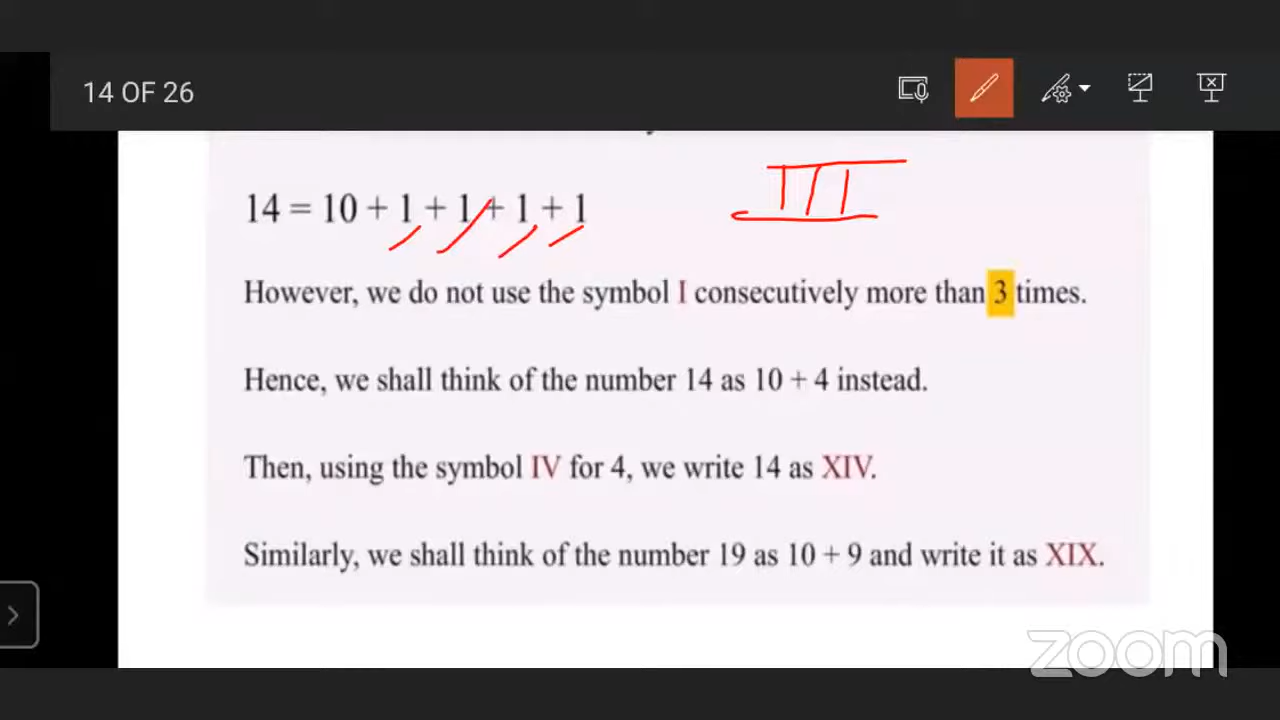 14 OF 26
III
14 = 10 + 1 + 1 + 1 + 1
However, we do not use the symbol I consecutively more than 3 times.
Hence, we shall think of the number 14 as 10 + 4 instead.
Then, using the symbol IV for 4, we write 14 as XIV.
Similarly, we shall think of the number 19 as 10 + 9 and write it as XIX.
zoom